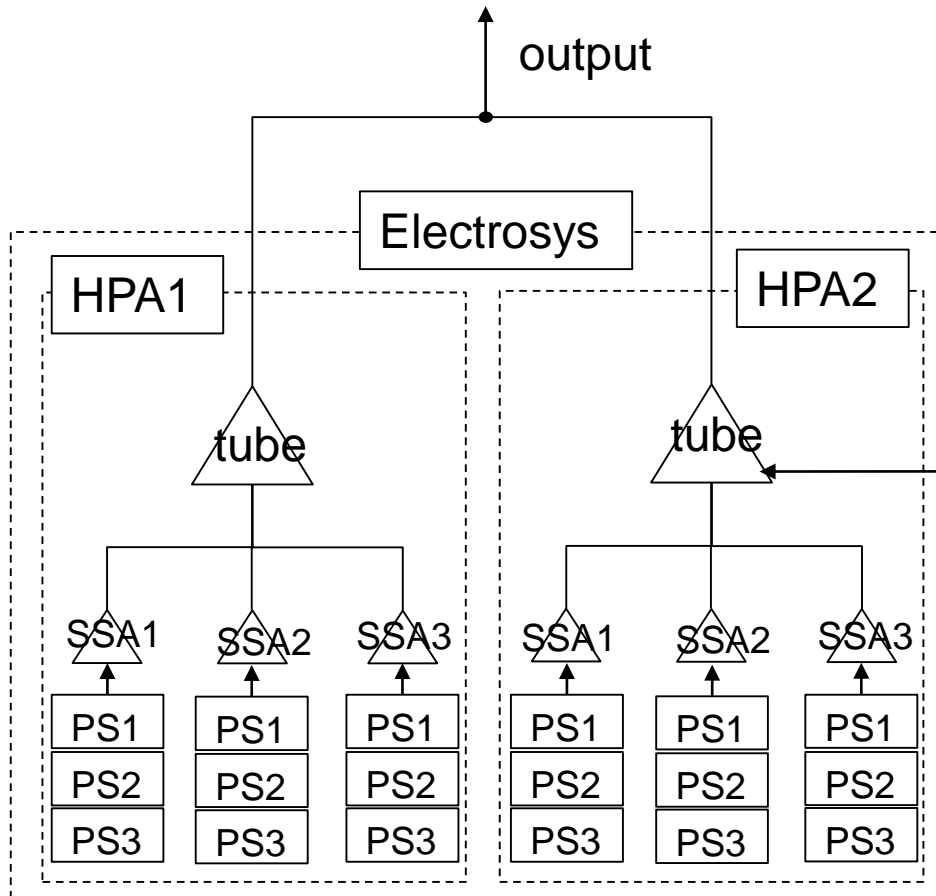 output
Electrosys
HPA1
HPA2
tube
tube
SSA1
SSA2
SSA3
SSA1
SSA2
SSA3
PS1
PS1
PS1
PS1
PS1
PS1
PS2
PS2
PS2
PS2
PS2
PS2
PS3
PS3
PS3
PS3
PS3
PS3